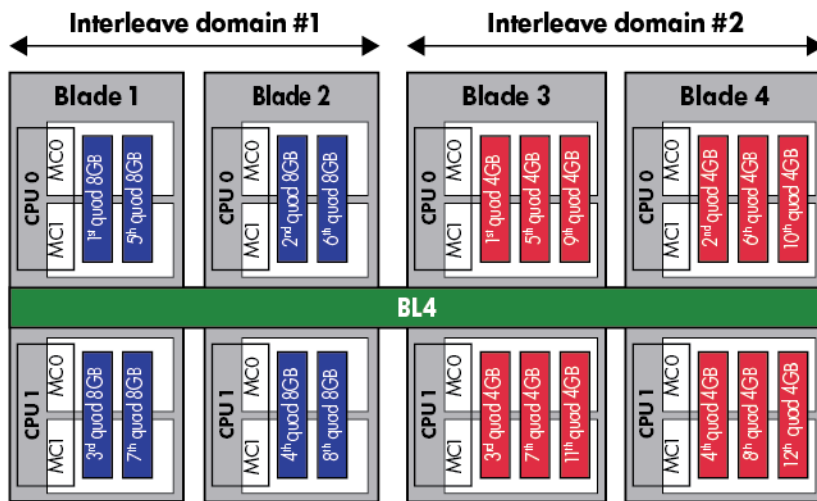 Interleave domain #1
Interleave domain #2
Blade 1
Blade 2
Blade 3
Blade 4
CPU 0
MC0
MC1
1st quad 8GB
5th quad 8GB
CPU 0
MC0
MC1
2nd quad 8GB
6th quad 8GB
CPU 0
MC0
MC1
1st quad 4GB
5th quad 4GB
9th quad 4GB
CPU 0
MC0
MC1
2nd quad 4GB
6th quad 4GB
10th quad 4GB
BL4
CPU 1
MC0
MC1
3rd quad 8GB
7th quad 8GB
CPU 1
MC0
MC1
4th quad 8GB
8th quad 8GB
CPU 1
MC0
MC1
3rd quad 4GB
7th quad 4GB
11th quad 4GB
CPU 1
MC0
MC1
4th quad 4GB
8th quad 4GB
12th quad 4GB